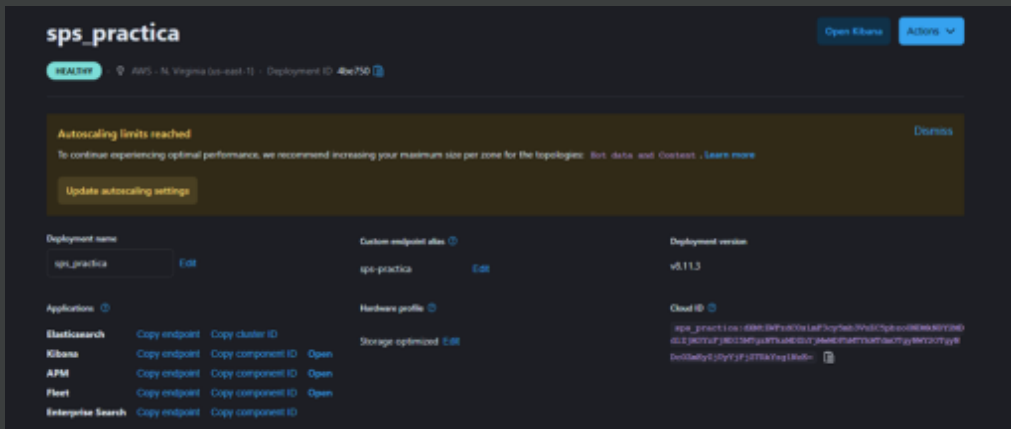 sps_practica
Open Kibana
Actions
HEALTHY
AWS - N. Virginia (us-east-1) - Deployment ID 4be750
Autoscaling limits reached
Dismiss
To continue experiencing optimal performance, we recommend increasing your maximum size per zone for the topologies: Hot data and Content . Learn more
Update autoscaling settings
Deployment name
Custom endpoint alias
Deployment version
sps_practica Edit
sps-practica Edit
v8.11.3
Applications
Hardware profile
Cloud ID
Elasticsearch Copy endpoint Copy cluster ID
Kibana Copy endpoint Copy component ID Open
APM Copy endpoint Copy component ID Open
Fleet Copy endpoint Copy component ID Open
Enterprise Search Copy endpoint Copy component ID
Storage optimized Edit
sps_practica: